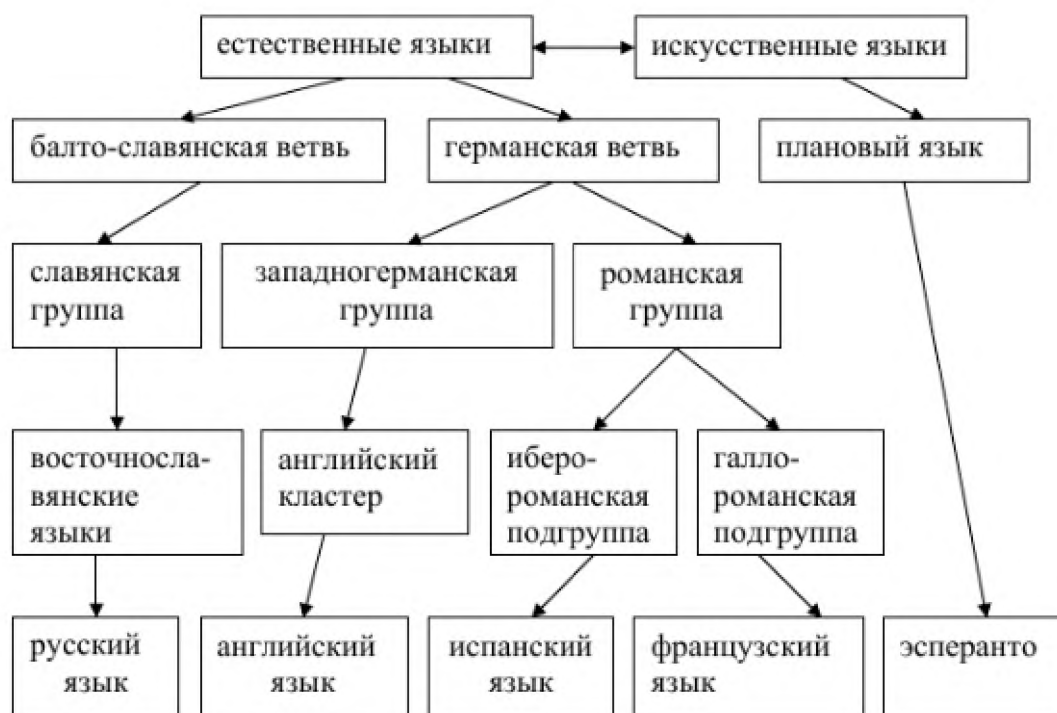 естественные языки
искусственные языки
балто-славянская ветвь
германская ветвь
плановый язык
славянская
группа
западногерманская
группа
романская
группа
восточносла-
вянские
языки
английский
кластер
иберо-
романская
подгруппа
галло-
романская
подгруппа
русский
язык
английский
язык
испанский
язык
французский
язык
эсперанто